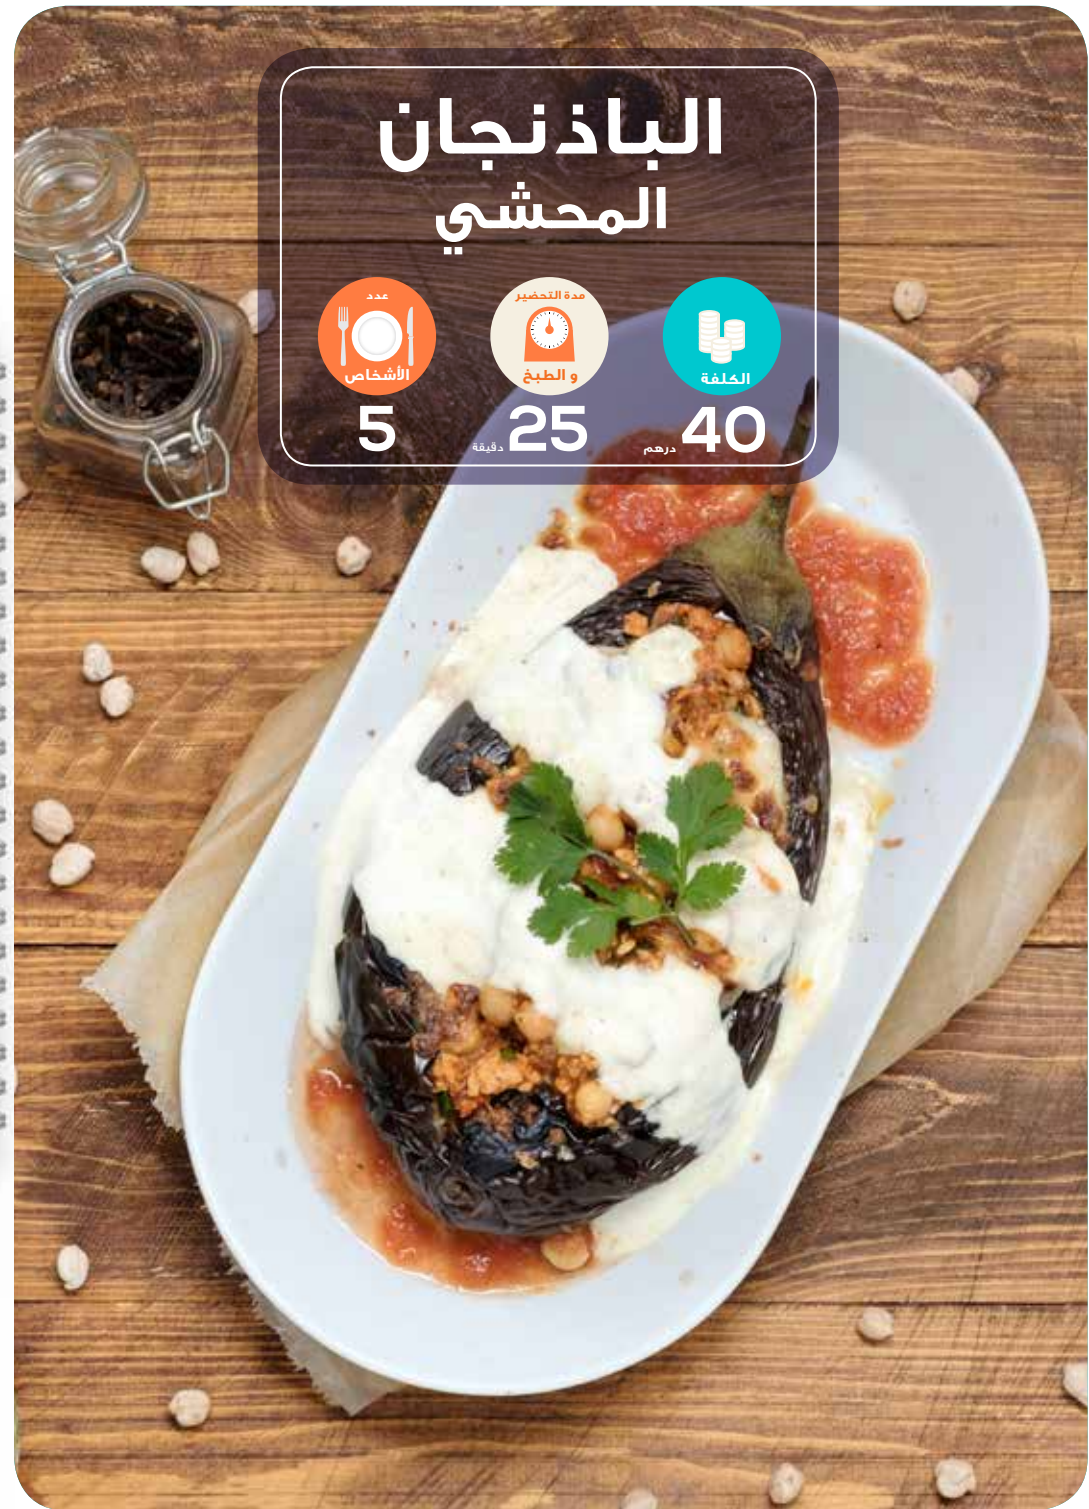 الباذنجان
المحشي
الكلفة
40 درهم
مدة التحضير
و الطبخ
25 دقيقة
عدد
الأشخاص
5